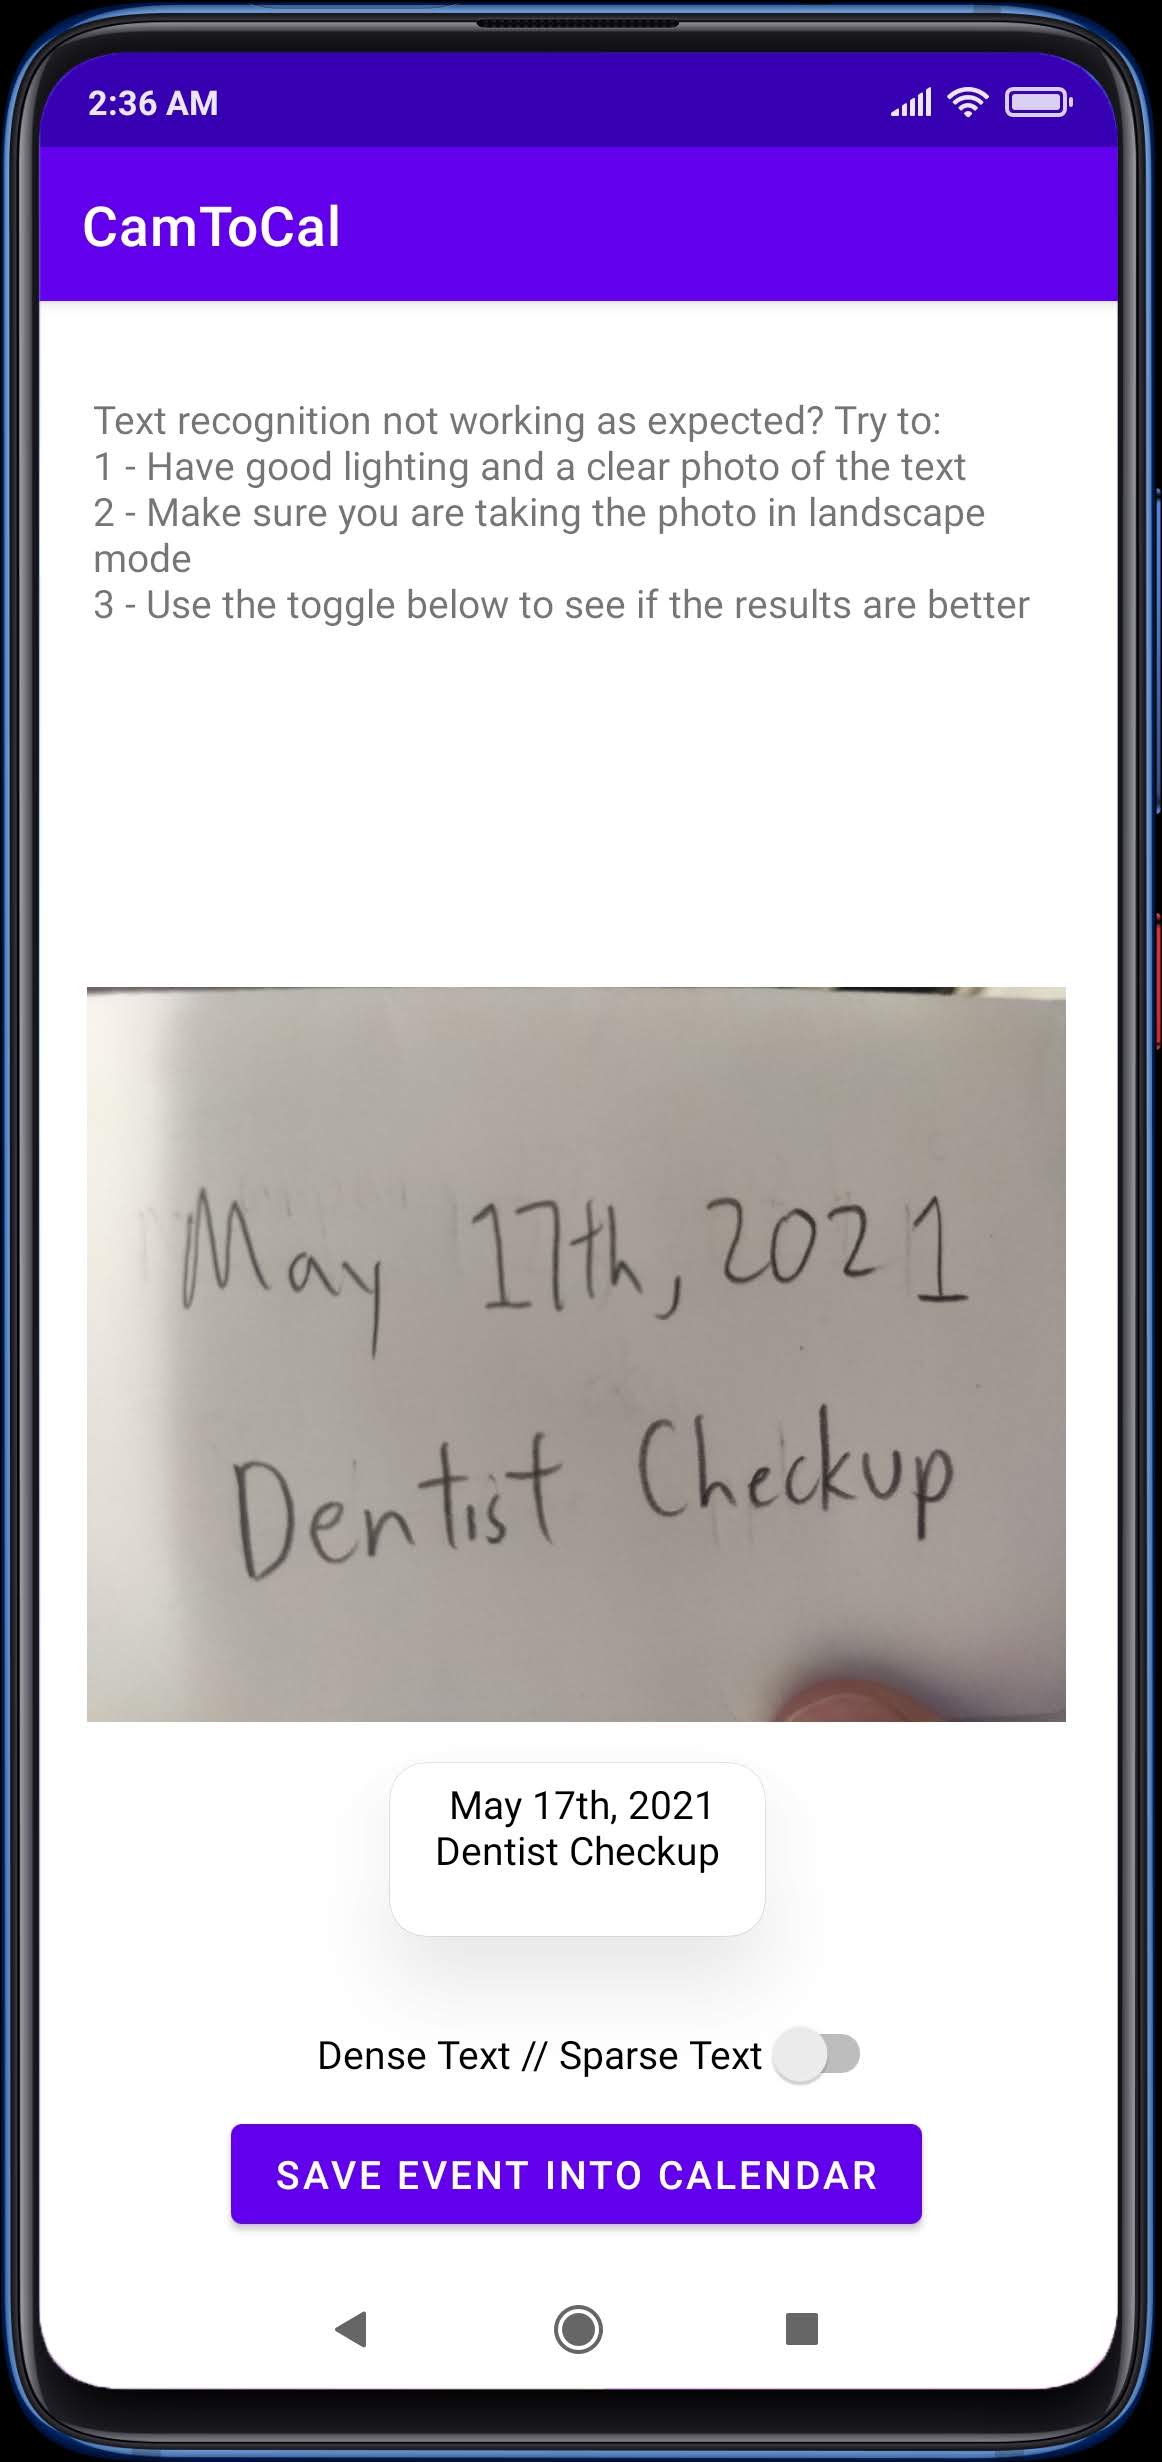 2:36 AM
CamToCal
Text recognition not working as expected? Try to:
1 - Have good lighting and a clear photo of the text
2 - Make sure you are taking the photo in landscape
mode
3 - Use the toggle below to see if the results are better
May 17th, 2021
Dentist Checkup
May 17th, 2021
Dentist Checkup
Dense Text // Sparse Text
SAVE EVENT INTO CALENDAR